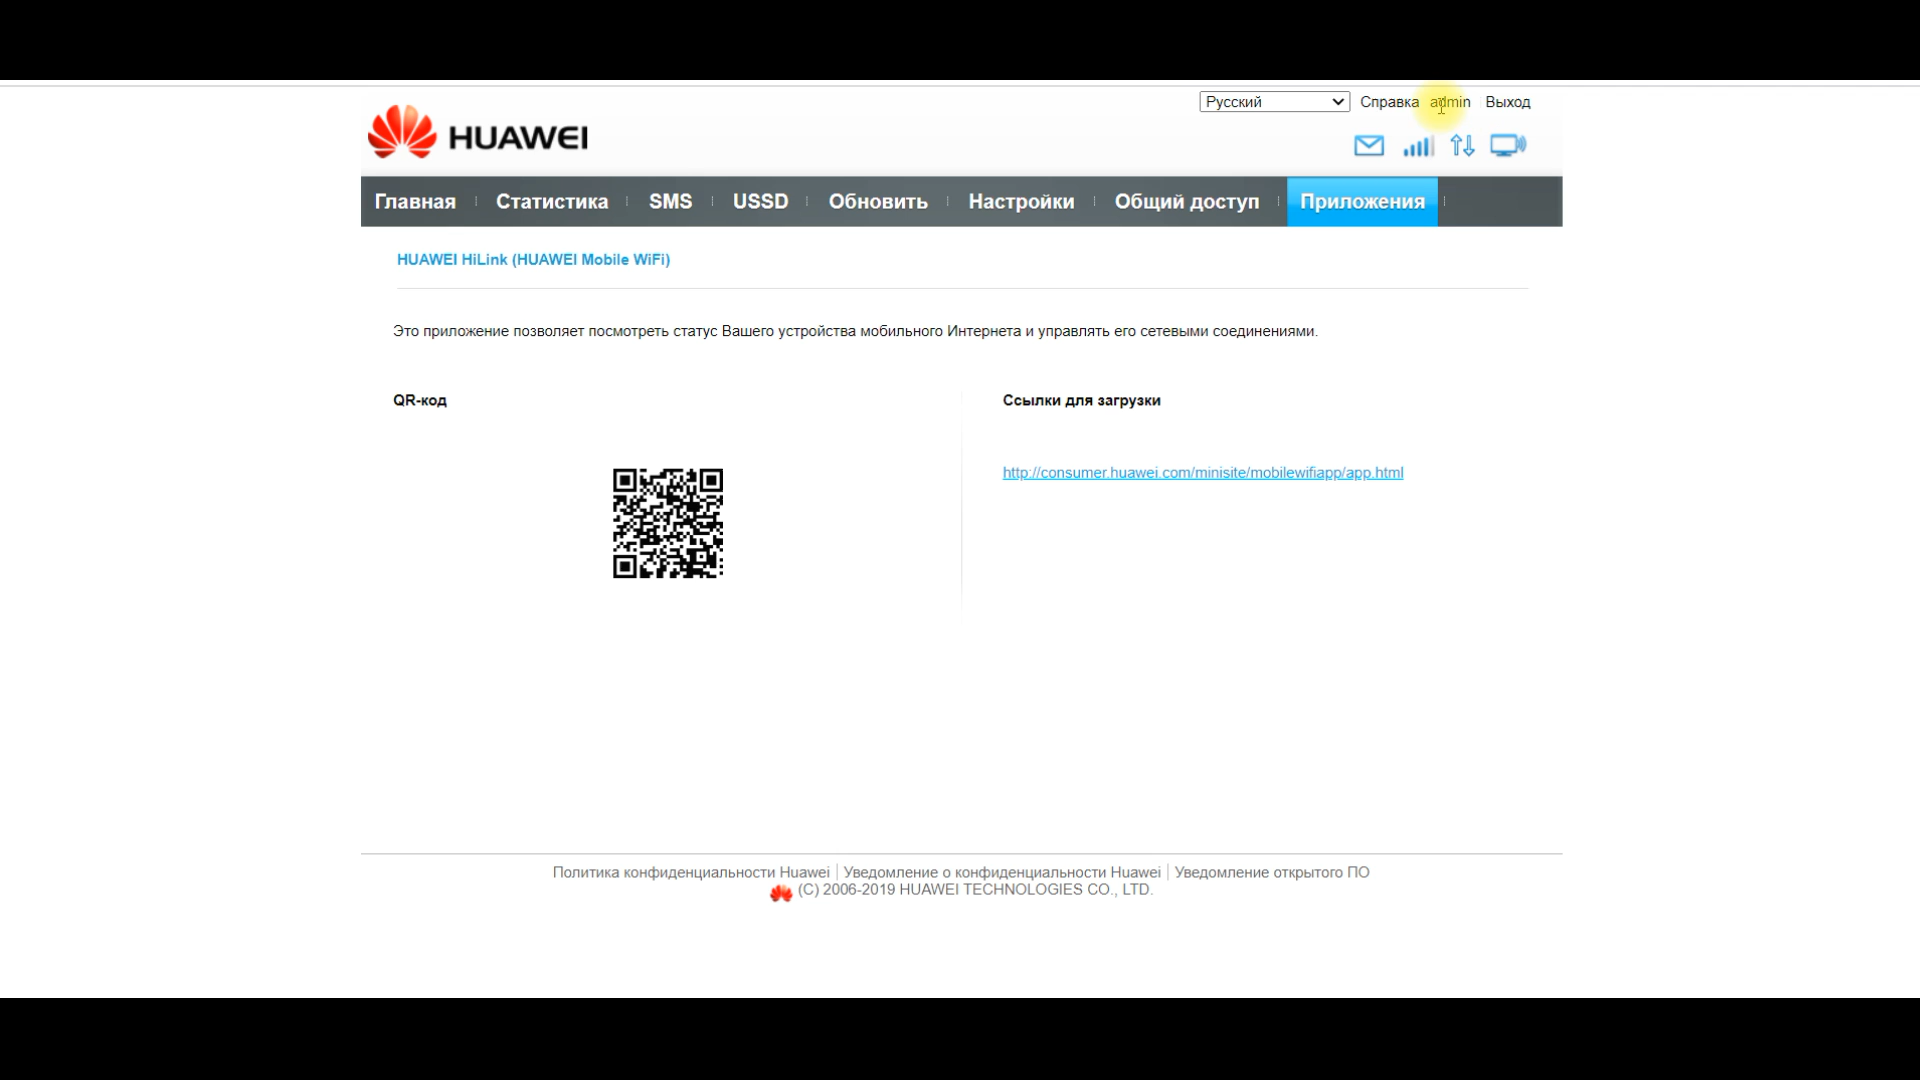 Русский Справка admin Выход
HUAWEI
Главная Статистика SMS USSD Обновить Настройки Общий доступ Приложения
HUAWEI HiLink (HUAWEI Mobile WiFi)
Это приложение позволяет посмотреть статус Вашего устройства мобильного Интернета и управлять его сетевыми соединениями.
QR-код
Ссылки для загрузки
http://consumer.huawei.com/minisite/mobilewifiapp/app.html
Политика конфиденциальности Huawei Уведомление о конфиденциальности Huawei Уведомление открытого ПО
(C) 2006-2019 HUAWEI TECHNOLOGIES CO., LTD.